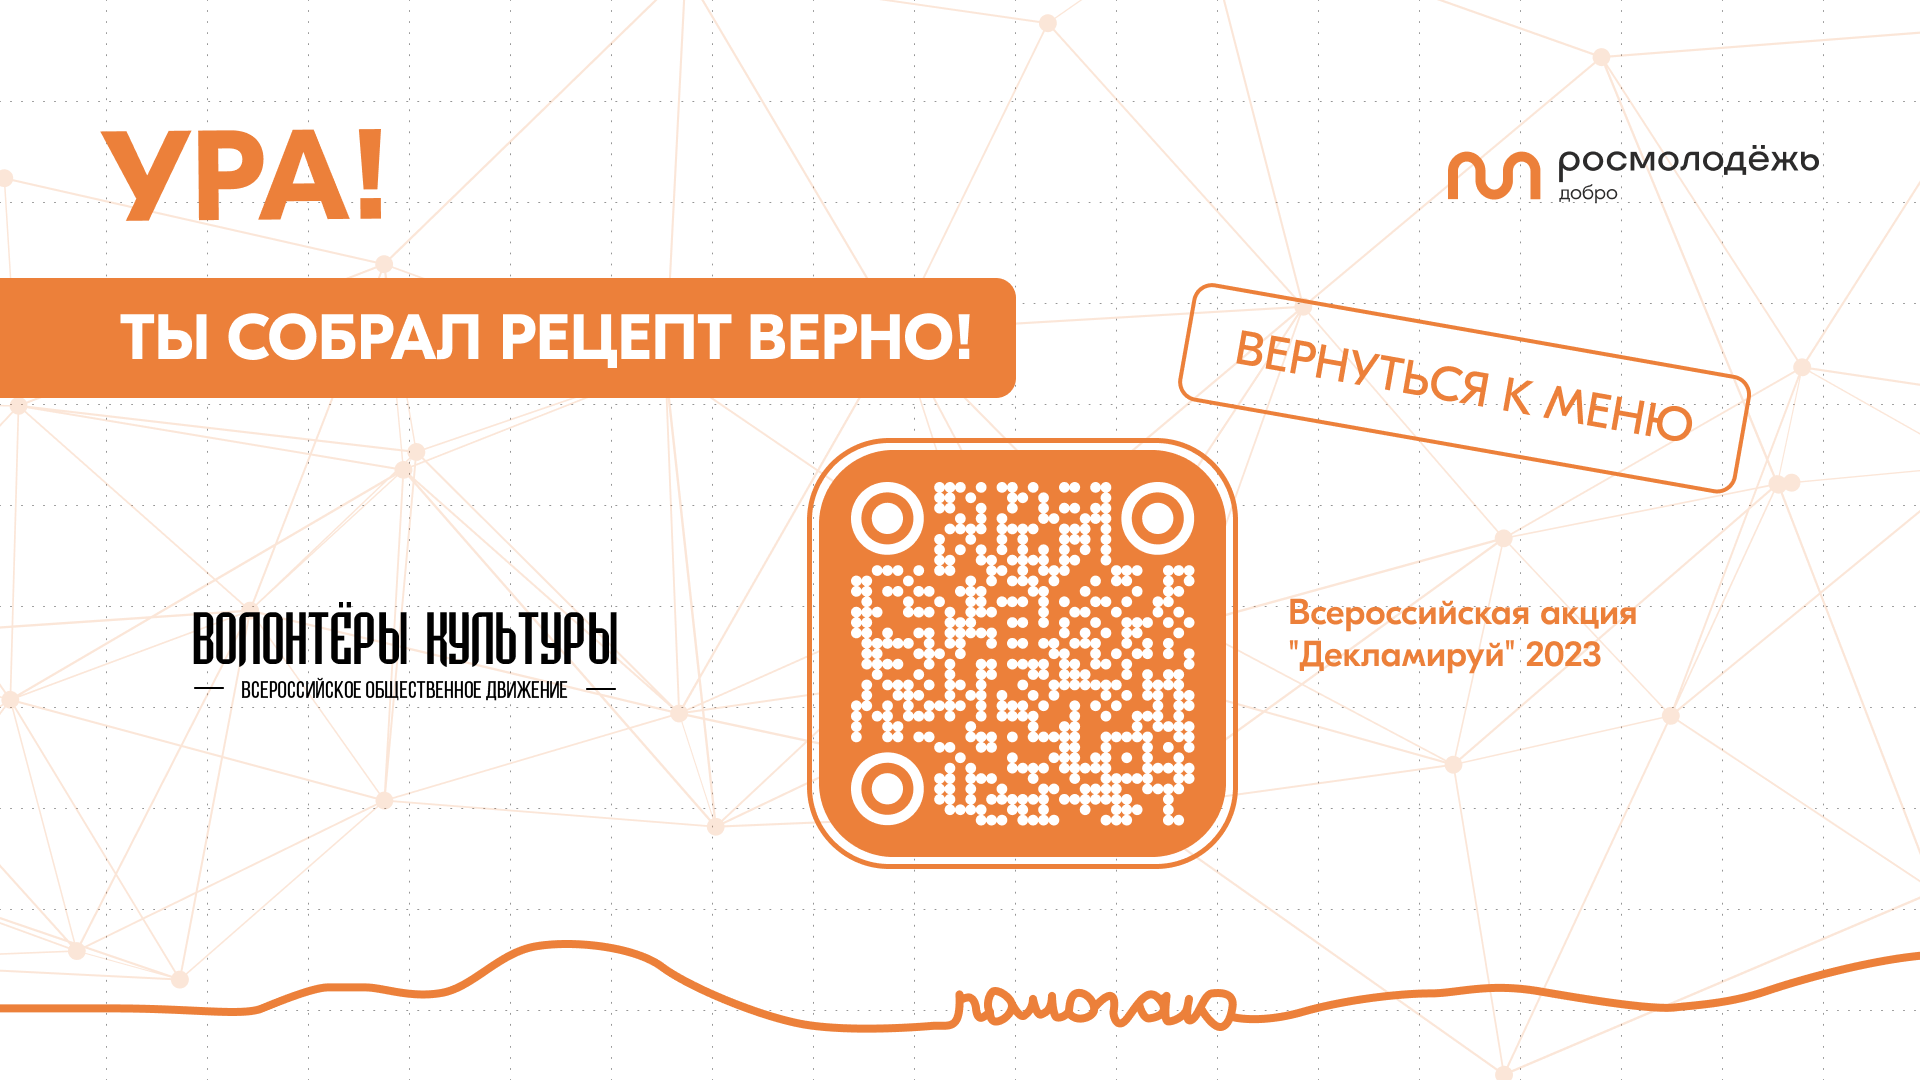 УРА!
росмолодёжь
добро
ТЫ СОБРАЛ РЕЦЕПТ ВЕРНО!
ВЕРНУТЬСЯ К МЕНЮ
ВОЛОНТЁРЫ КУЛЬТУРЫ
ВСЕРОССИЙСКОЕ ОБЩЕСТВЕННОЕ ДВИЖЕНИЕ
Всероссийская акция
"Декламируй" 2023
помогаю